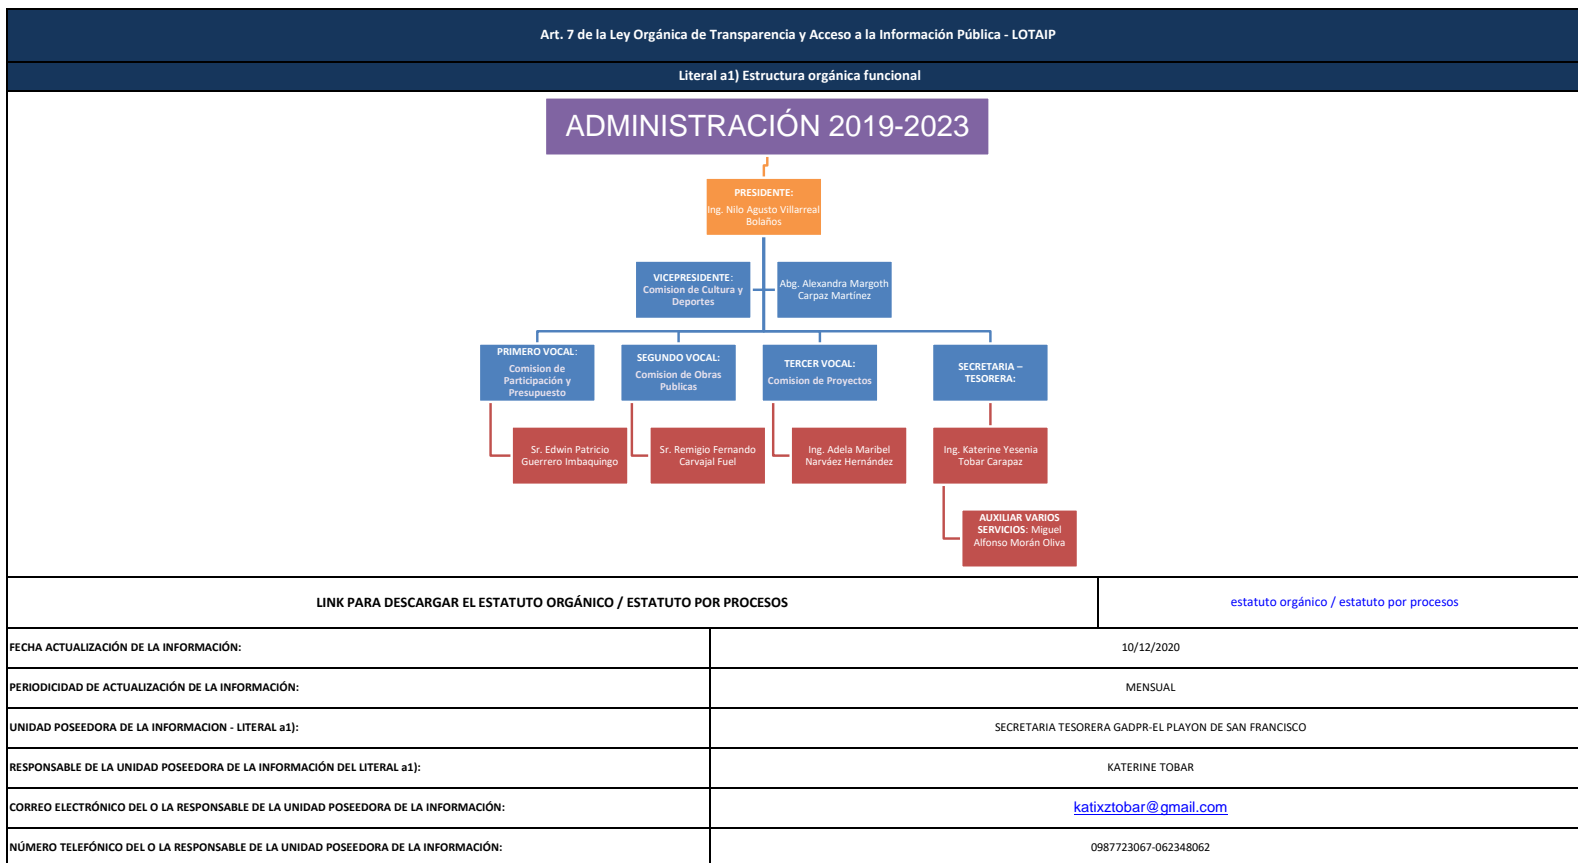 Art. 7 de la Ley Orgánica de Transparencia y Acceso a la Información Pública - LOTAIP
Literal a1) Estructura orgánica funcional
ADMINISTRACIÓN 2019-2023
PRESIDENTE:
Ing. Nilo Agusto Villarreal
Bolaños
VICEPRESIDENTE:
Comision de Cultura y
Deportes
Abg. Alexandra Margoth
Carpaz Martínez
PRIMERO VOCAL:
Comision de
Participación y
Presupuesto
SEGUNDO VOCAL:
Comision de Obras
Publicas
TERCER VOCAL:
Comision de Proyectos
SECRETARIA –
TESORERA:
Sr. Edwin Patricio
Guerrero Imbaquingo
Sr. Remigio Fernando
Carvajal Fuel
Ing. Adela Maribel
Narváez Hernández
Ing. Katerine Yesenia
Tobar Carapaz
AUXILIAR VARIOS
SERVICIOS: Miguel
Alfonso Morán Oliva
LINK PARA DESCARGAR EL ESTATUTO ORGÁNICO / ESTATUTO POR PROCESOS
estatuto orgánico / estatuto por procesos
FECHA ACTUALIZACIÓN DE LA INFORMACIÓN:
10/12/2020
PERIODICIDAD DE ACTUALIZACIÓN DE LA INFORMACIÓN:
MENSUAL
UNIDAD POSEEDORA DE LA INFORMACION - LITERAL a1):
SECRETARIA TESORERA GADPR-EL PLAYON DE SAN FRANCISCO
RESPONSABLE DE LA UNIDAD POSEEDORA DE LA INFORMACIÓN DEL LITERAL a1):
KATERINE TOBAR
CORREO ELECTRÓNICO DEL O LA RESPONSABLE DE LA UNIDAD POSEEDORA DE LA INFORMACIÓN:
katixztobar@gmail.com
NÚMERO TELEFÓNICO DEL O LA RESPONSABLE DE LA UNIDAD POSEEDORA DE LA INFORMACIÓN:
0987723067-062348062